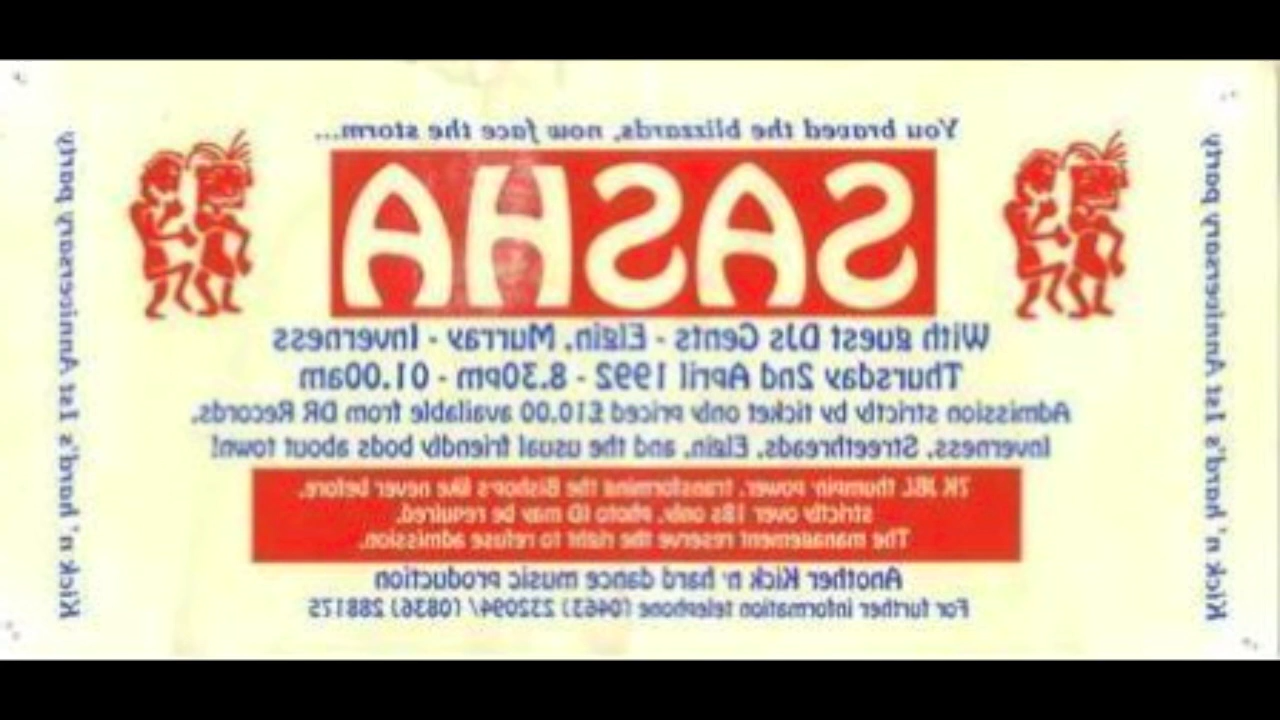 Kick n' hard's 1st Anniversary party
You braved the blizzards, now face the storm...
SASHA
With guest DJs Gents - Elgin, Murray - Inverness
Thursday 2nd April 1992 - 8.30pm - 01.00am
Admission strictly by ticket only priced £10.00 available from DR Records,
Inverness, Streethreads, Elgin, and the usual friendly bods about town!
7K JBL thumpin' power, transforming the Bishops like never before,
strictly over 18s only, photo ID may be required.
The management reserve the right to refuse admission.
Another Kick n' hard dance music production
For further information telephone (0463) 232094/ (0836) 288175
Kick n' hard's 1st Anniversary party